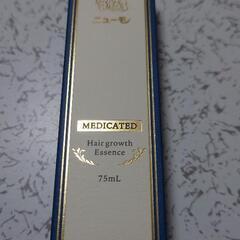 ニューモ
MEDICATED
Hair growth
Essence
75mL